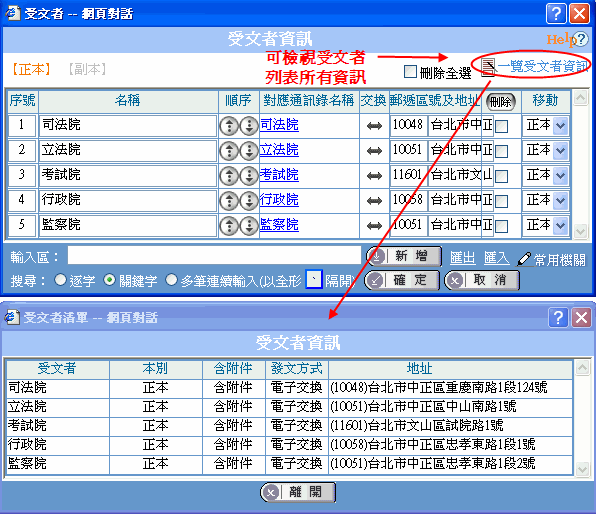 受文者 -- 網頁對話
受文者資訊
Help?
【正本】 【副本】
可檢視受文者
列表所有資訊
刪除全選
一覽受文者資訊
序號 名稱 順序 對應通訊錄名稱 交換 郵遞區號及地址 刪除 移動
1 司法院 司法院 10048 台北市中正 正本
2 立法院 立法院 10051 台北市中正 正本
3 考試院 考試院 11601 台北市文山 正本
4 行政院 行政院 10058 台北市中正 正本
5 監察院 監察院 10051 台北市中正 正本
輸入區： 新 增 匯出 匯入 常用機關
搜尋： 逐字 關鍵字 多筆連續輸入(以全形 、 隔開) 確 定 取 消
受文者清單 -- 網頁對話
受文者資訊
受文者 本別 含附件 發文方式 地址
司法院 正本 含附件 電子交換 (10048)台北市中正區重慶南路1段124號
立法院 正本 含附件 電子交換 (10051)台北市中正區中山南路1號
考試院 正本 含附件 電子交換 (11601)台北市文山區試院路1號
行政院 正本 含附件 電子交換 (10058)台北市中正區忠孝東路1段1號
監察院 正本 含附件 電子交換 (10051)台北市中正區忠孝東路1段2號
離 開